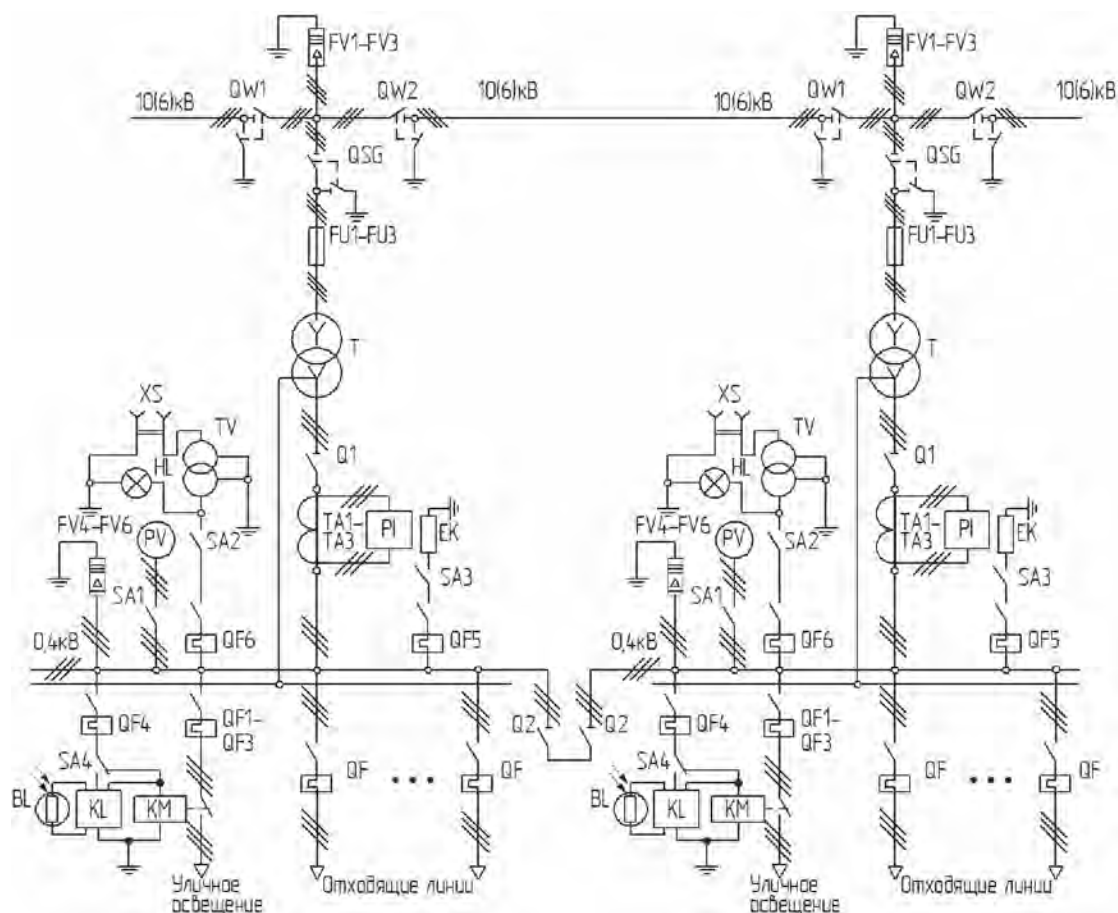 FV1-FV3
FV1-FV3
10(6)кВ
QW1
QW2
10(6)кВ
10(6)кВ
QW1
QW2
10(6)кВ
QSG
QSG
FU1-FU3
FU1-FU3
T
T
XS
TV
HL
Q1
XS
TV
HL
Q1
FV4-FV6
PV
SA2
TA1-
TA3
PI
EK
FV4-FV6
PV
SA2
TA1-
TA3
PI
EK
SA1
SA3
SA1
SA3
0,4кВ
QF6
QF5
0,4кВ
QF6
QF5
QF4
QF1-
QF3
Q2
Q2
QF4
QF1-
QF3
SA4
QF
• • •
QF
SA4
QF
• • •
QF
BL
KL
KM
BL
KL
KM
Уличное
освещение
Отходящие линии
Уличное
освещение
Отходящие линии